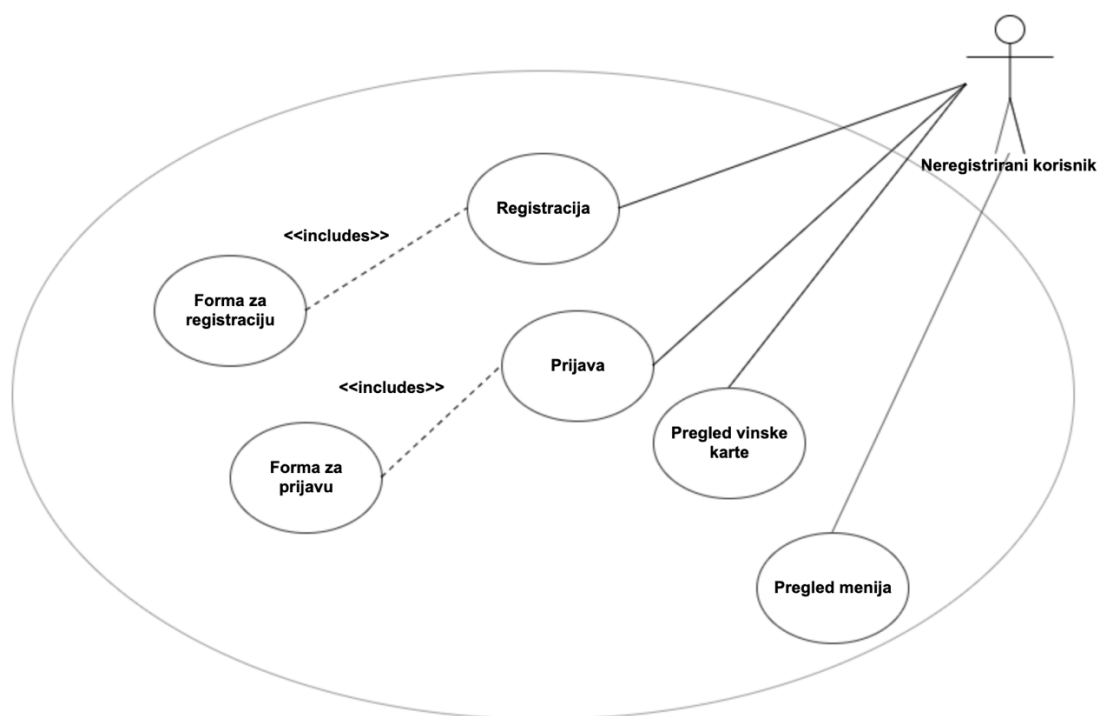 Neregistrirani korisnik
Registracija
<<includes>>
Forma za
registraciju
Prijava
<<includes>>
Pregled vinske
karte
Forma za
prijavu
Pregled menija